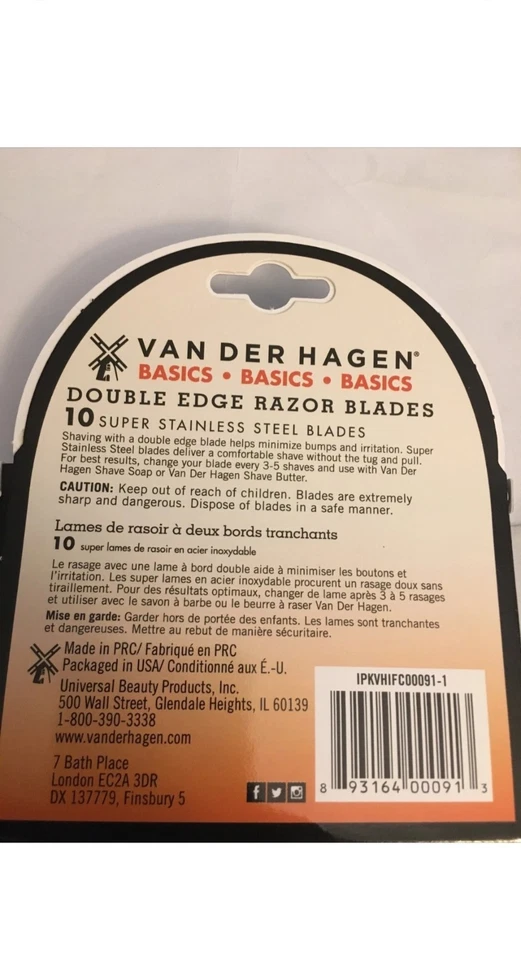 VAN DER HAGEN®
BASICS • BASICS • BASICS
DOUBLE EDGE RAZOR BLADES
10 SUPER STAINLESS STEEL BLADES
Shaving with a double edge blade helps minimize bumps and irritation. Super
Stainless Steel blades deliver a comfortable shave without the tug and pull.
For best results, change your blade every 3-5 shaves and use with Van Der
Hagen Shave Soap or Van Der Hagen Shave Butter.
CAUTION: Keep out of reach of children. Blades are extremely
sharp and dangerous. Dispose of blades in a safe manner.
Lames de rasoir à deux bords tranchants
10 super lames de rasoir en acier inoxydable
Le rasage avec une lame à bord double aide à minimiser les boutons et
l'irritation. Les super lames en acier inoxydable procurent un rasage doux sans
tiraillement. Pour des résultats optimaux, changer de lame après 3 à 5 rasages
et utiliser avec le savon à barbe ou le beurre à raser Van Der Hagen.
Mise en garde: Garder hors de portée des enfants. Les lames sont tranchantes
et dangereuses. Mettre au rebut de manière sécuritaire.
Made in PRC/ Fabriqué en PRC
Packaged in USA/ Conditionné aux É.-U.
Universal Beauty Products, Inc.
500 Wall Street, Glendale Heights, IL 60139
1-800-390-3338
www.vanderhagen.com
7 Bath Place
London EC2A 3DR
DX 137779, Finsbury 5
IPKVHIFC00091-1
8 93164 00091 3